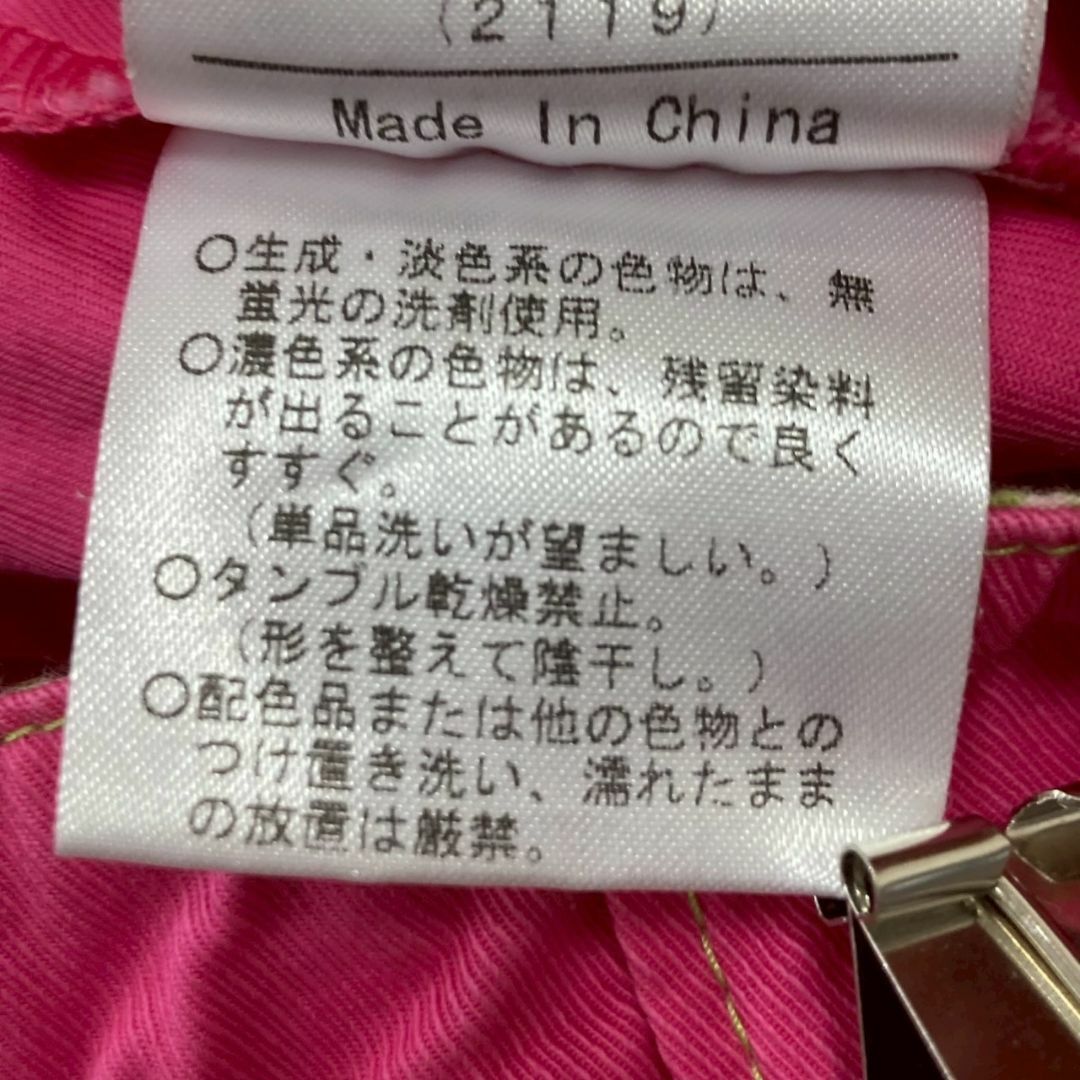 (2119)
Made In China
○生成・淡色系の色物は、無
蛍光の洗剤使用。
○濃色系の色物は、残留染料
が出ることがあるので良く
すすぐ。
(単品洗いが望ましい。)
○タンブル乾燥禁止。
(形を整えて陰干し。)
○配色品または他の色物との
つけ置き洗い、濡れたまま
の放置は厳禁。